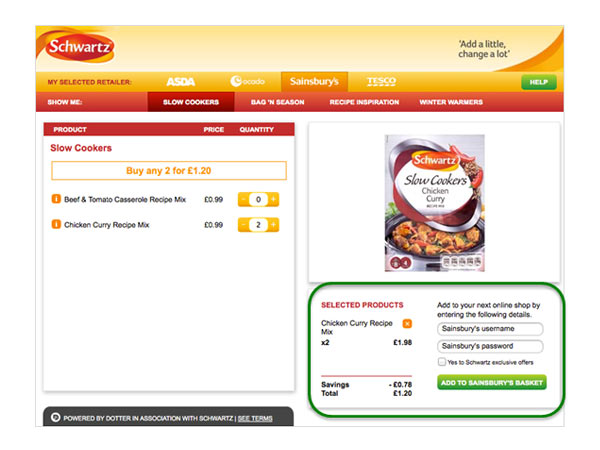 Schwartz
'Add a little,
change a lot'
MY SELECTED RETAILER: ASDA ocado Sainsbury's TESCO HELP
SHOW ME: SLOW COOKERS BAG 'N SEASON RECIPE INSPIRATION WINTER WARMERS
PRODUCT PRICE QUANTITY
Slow Cookers
Buy any 2 for £1.20
i Beef & Tomato Casserole Recipe Mix £0.99 - 0 +
i Chicken Curry Recipe Mix £0.99 - 2 +
Schwartz
Slow Cookers
Chicken
Curry
RECIPE MIX
SELECTED PRODUCTS
Chicken Curry Recipe
Mix
x2 £1.98
Savings - £0.78
Total £1.20
Add to your next online shop by
entering the following details.
Sainsbury's username
Sainsbury's password
Yes to Schwartz exclusive offers
ADD TO SAINSBURY'S BASKET
POWERED BY DOTTER IN ASSOCIATION WITH SCHWARTZ | SEE TERMS